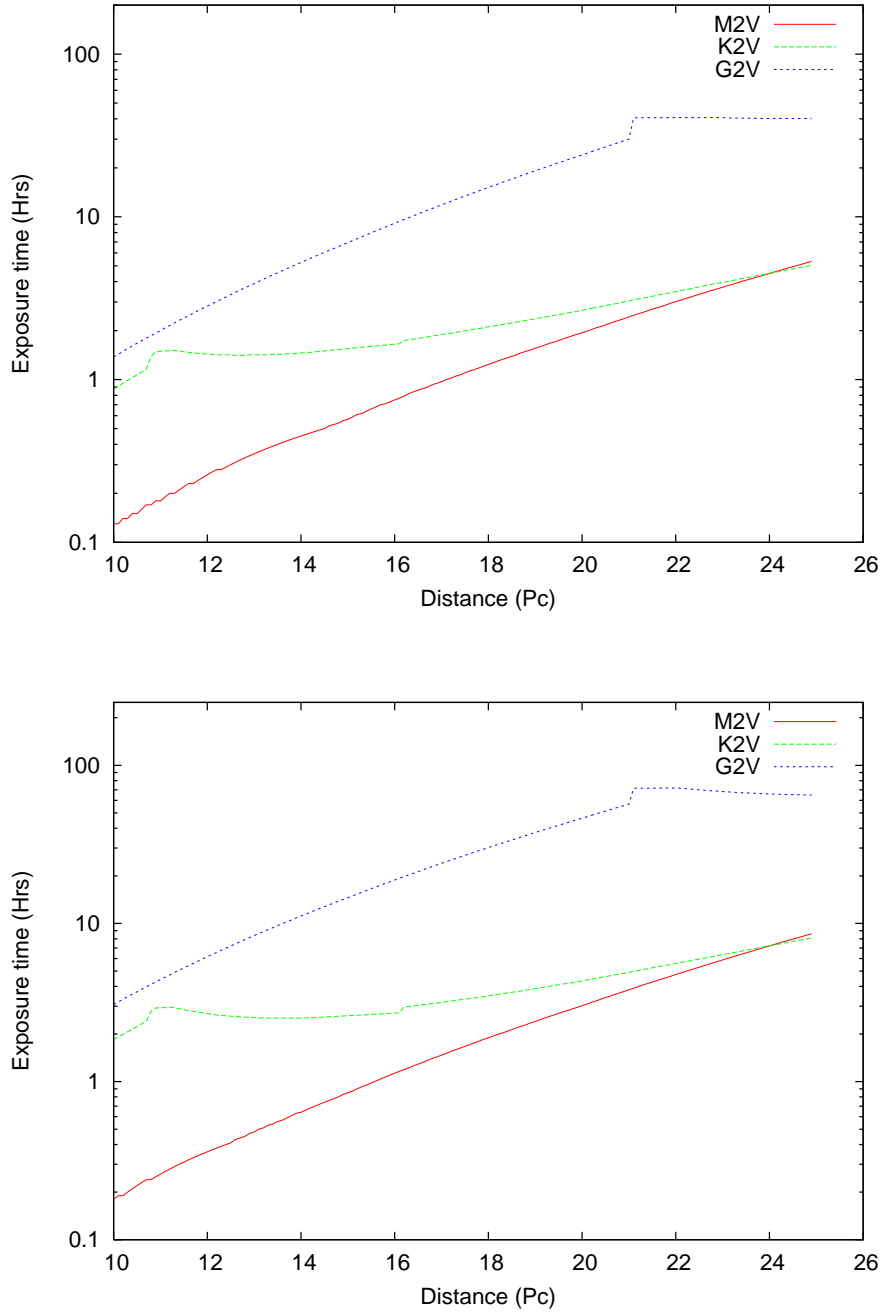 M2V
K2V
G2V
100
10
1
0.1
Exposure time (Hrs)
10 12 14 16 18 20 22 24 26
Distance (Pc)
M2V
K2V
G2V
100
10
1
0.1
Exposure time (Hrs)
10 12 14 16 18 20 22 24 26
Distance (Pc)